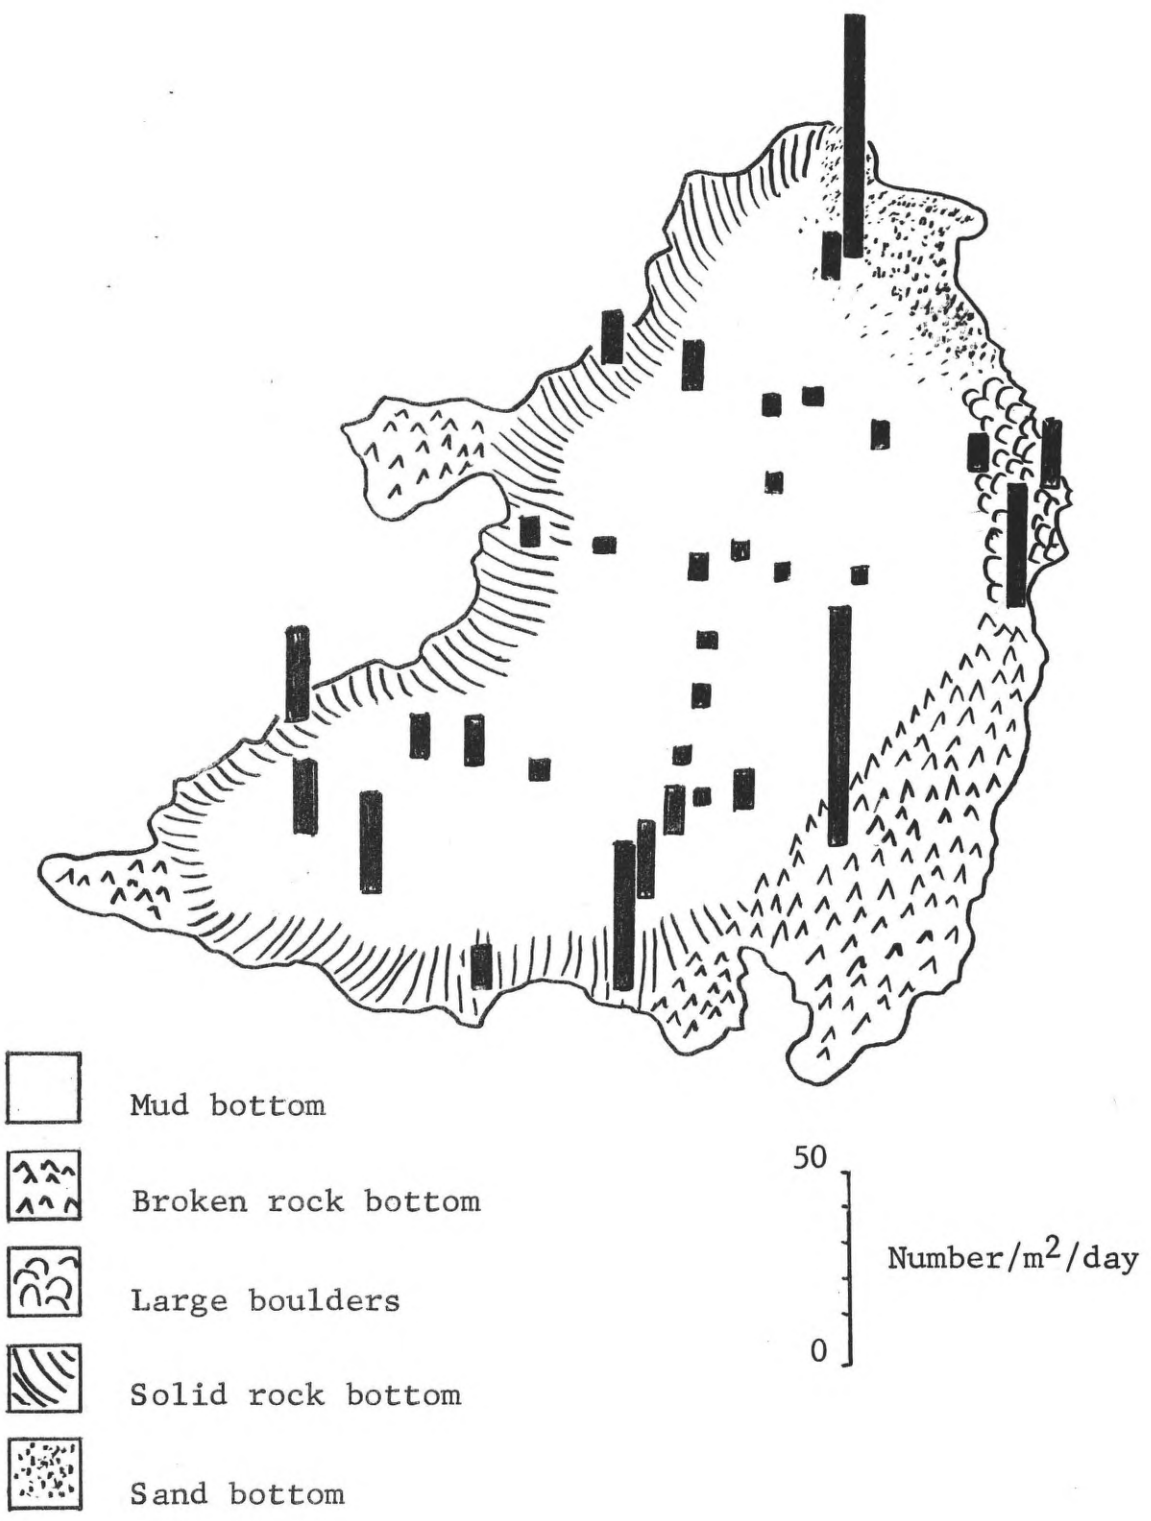 Mud bottom
Broken rock bottom
Large boulders
Solid rock bottom
Sand bottom
50
Number/m²/day
0